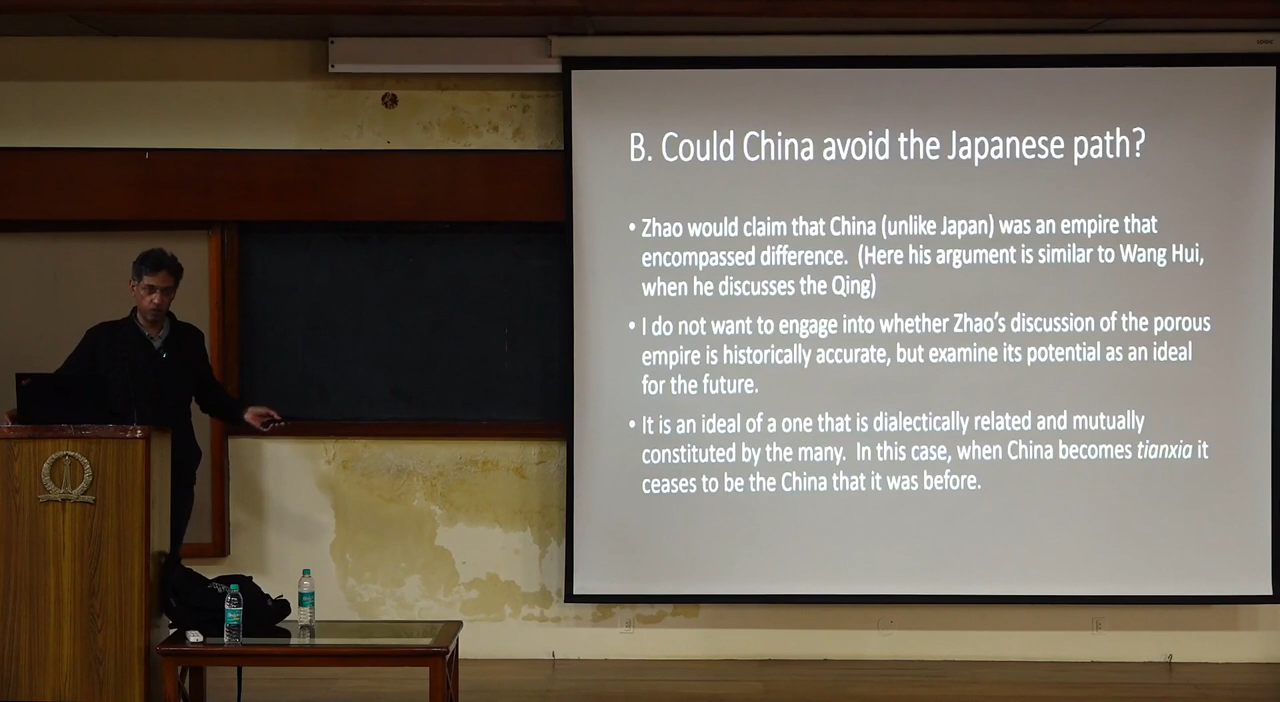 B. Could China avoid the Japanese path?
• Zhao would claim that China (unlike Japan) was an empire that
encompassed difference.  (Here his argument is similar to Wang Hui,
when he discusses the Qing)
• I do not want to engage into whether Zhao's discussion of the porous
empire is historically accurate, but examine its potential as an ideal
for the future.
• It is an ideal of a one that is dialectically related and mutually
constituted by the many.  In this case, when China becomes tianxia it
ceases to be the China that it was before.